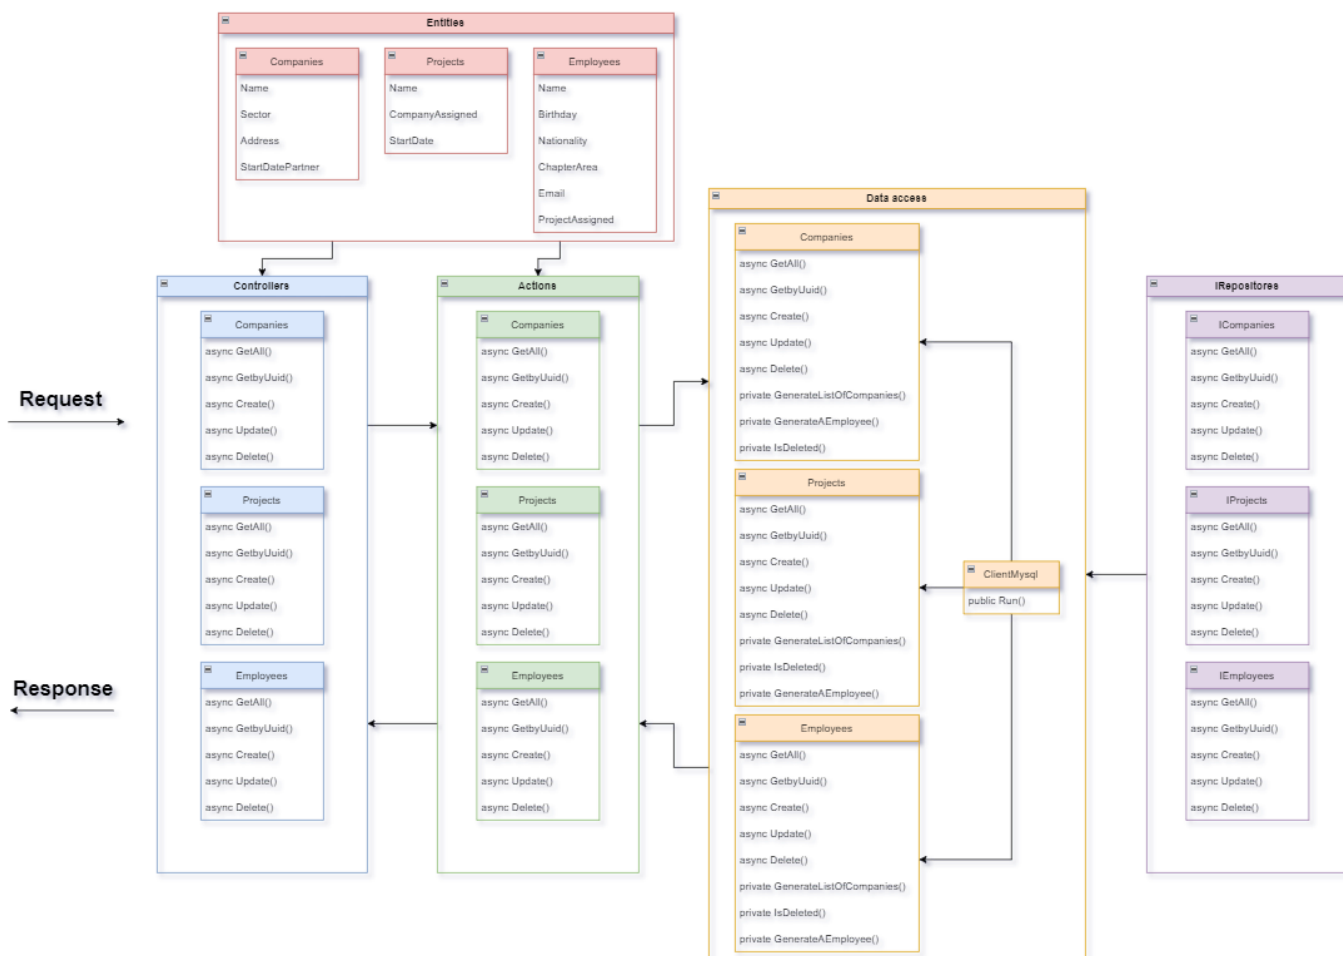 Entities
Companies
Name
Sector
Address
StartDatePartner
Projects
Name
CompanyAssigned
StartDate
Employees
Name
Birthday
Nationality
ChapterArea
Email
ProjectAssigned
Request
Response
Controllers
Companies
async GetAll()
async GetbyUuid()
async Create()
async Update()
async Delete()
Projects
async GetAll()
async GetbyUuid()
async Create()
async Update()
async Delete()
Employees
async GetAll()
async GetbyUuid()
async Create()
async Update()
async Delete()
Actions
Companies
async GetAll()
async GetbyUuid()
async Create()
async Update()
async Delete()
Projects
async GetAll()
async GetbyUuid()
async Create()
async Update()
async Delete()
Employees
async GetAll()
async GetbyUuid()
async Create()
async Update()
async Delete()
Data access
Companies
async GetAll()
async GetbyUuid()
async Create()
async Update()
async Delete()
private GenerateListOfCompanies()
private GenerateAEmployee()
private IsDeleted()
Projects
async GetAll()
async GetbyUuid()
async Create()
async Update()
async Delete()
private GenerateListOfCompanies()
private IsDeleted()
private GenerateAEmployee()
Employees
async GetAll()
async GetbyUuid()
async Create()
async Update()
async Delete()
private GenerateListOfCompanies()
private IsDeleted()
private GenerateAEmployee()
ClientMysql
public Run()
IRepositores
ICompanies
async GetAll()
async GetbyUuid()
async Create()
async Update()
async Delete()
IProjects
async GetAll()
async GetbyUuid()
async Create()
async Update()
async Delete()
IEmployees
async GetAll()
async GetbyUuid()
async Create()
async Update()
async Delete()